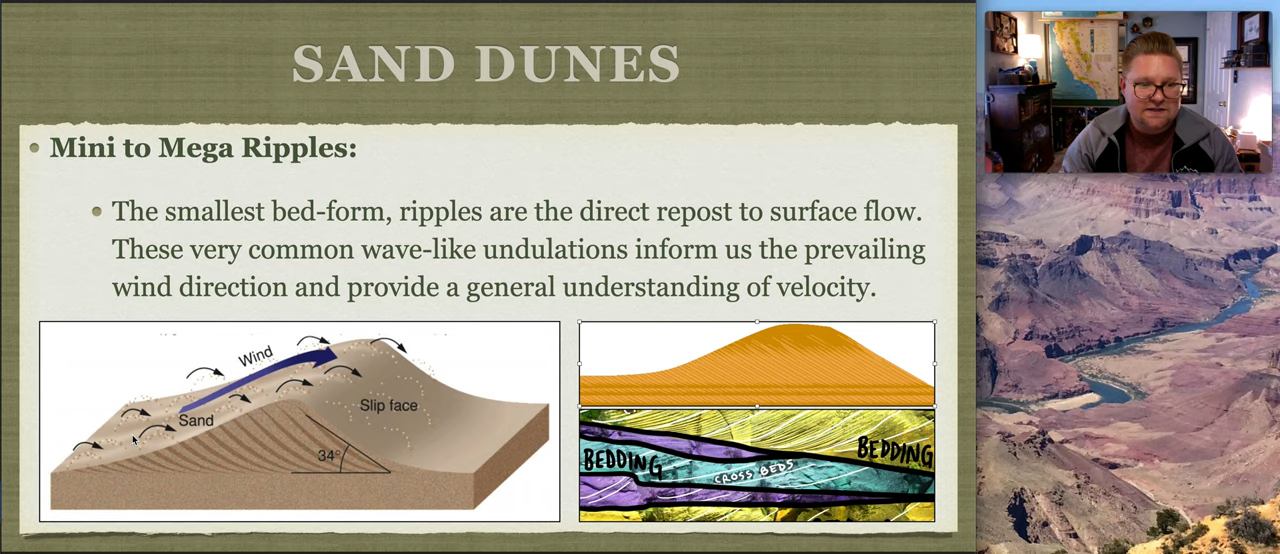 SAND DUNES
Mini to Mega Ripples:
The smallest bed-form, ripples are the direct repost to surface flow.
These very common wave-like undulations inform us the prevailing
wind direction and provide a general understanding of velocity.
Wind
Sand
Slip face
34°
BEDDING
CROSS BEDS
BEDDING